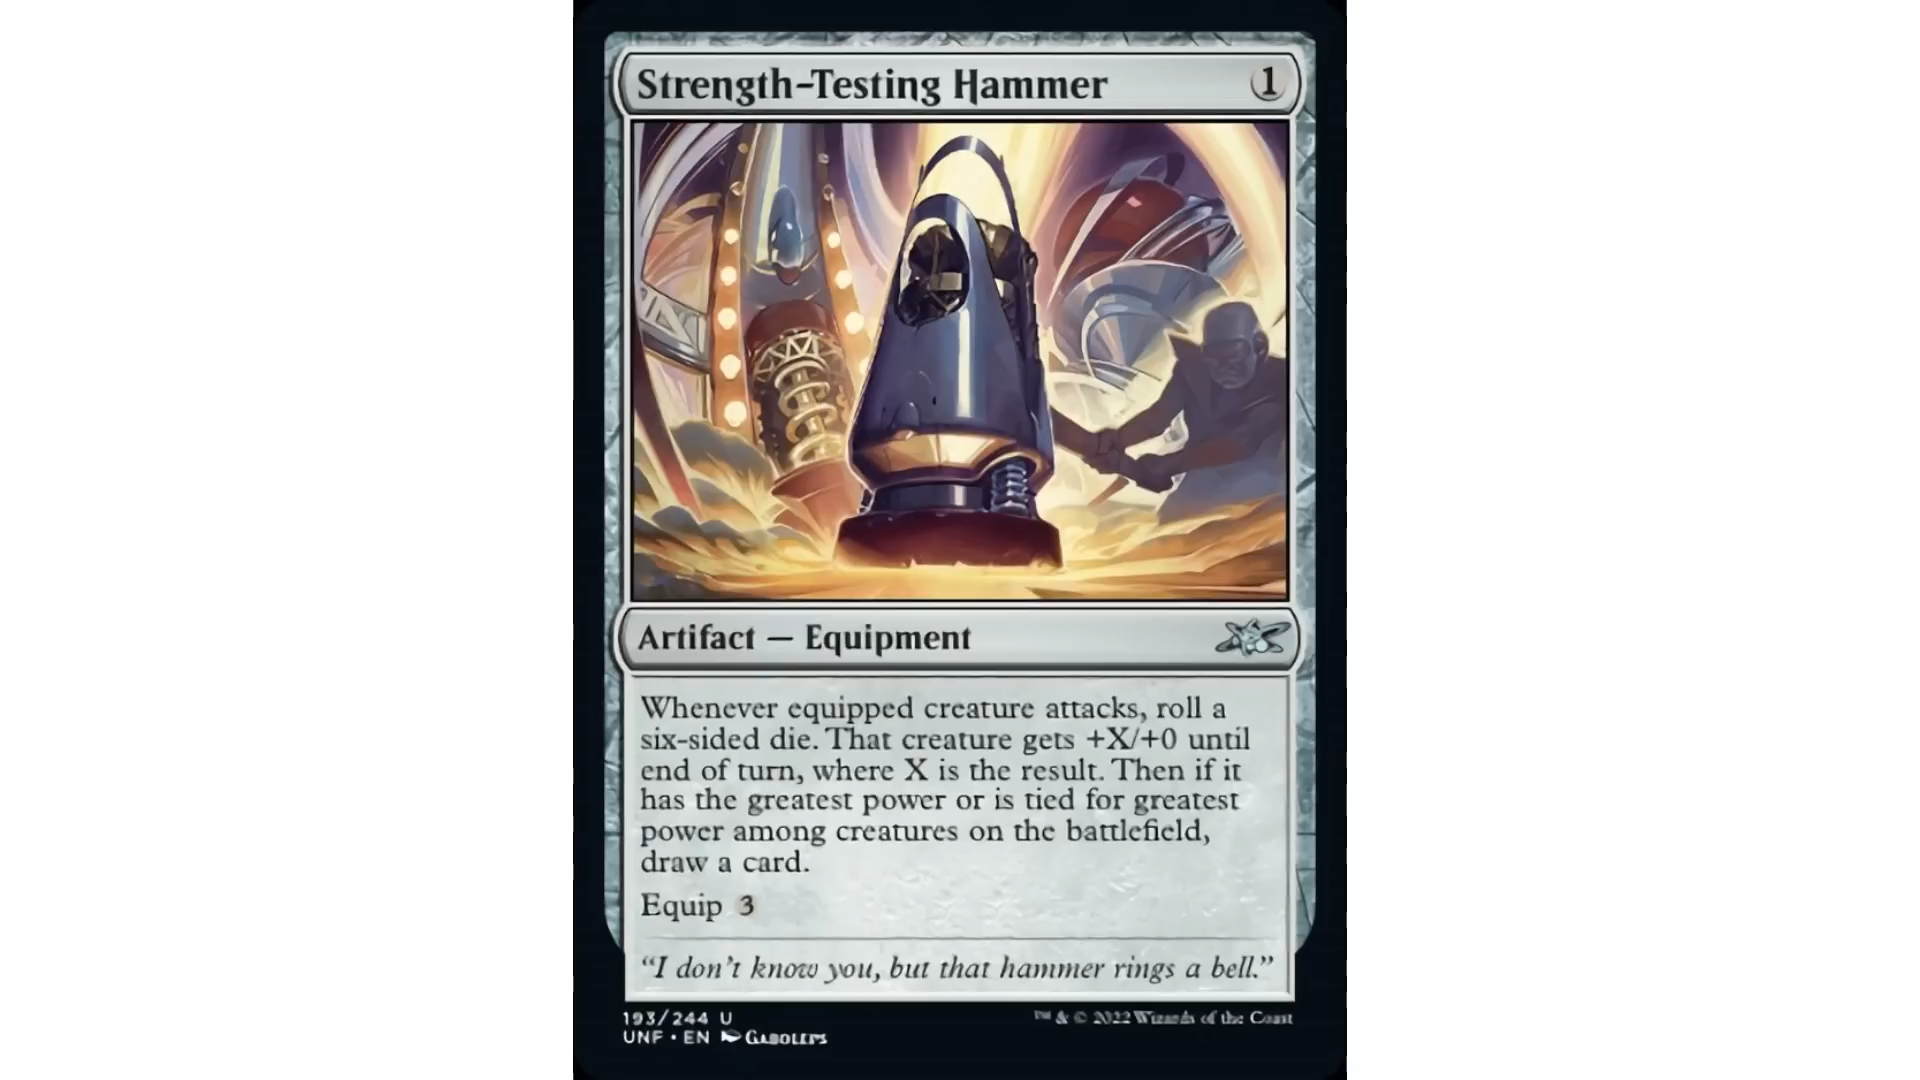 Strength-Testing Hammer 1
Artifact — Equipment
Whenever equipped creature attacks, roll a
six-sided die. That creature gets +X/+0 until
end of turn, where X is the result. Then if it
has the greatest power or is tied for greatest
power among creatures on the battlefield,
draw a card.
Equip 3
“I don’t know you, but that hammer rings a bell.”
193/244 U
™ & © 2022 Wizards of the Coast
UNF • EN